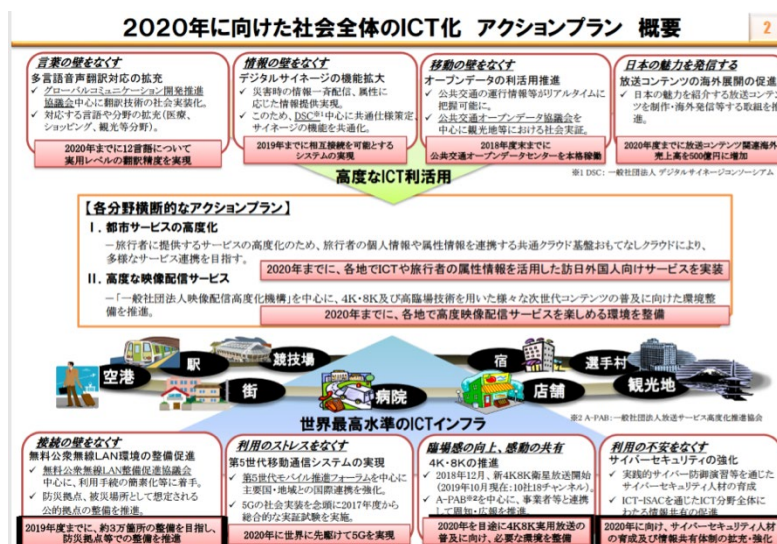 2020年に向けた社会全体のICT化 アクションプラン 概要
2
言葉の壁をなくす
多言語音声翻訳対応の拡充
✓ グローバルコミュニケーション開発推進
協議会中心に翻訳技術の社会実装化。
✓ 対応する言語や分野の拡充(医療、
ショッピング、観光等分野)。
2020年までに12言語について
実用レベルの翻訳精度を実現
情報の壁をなくす
デジタルサイネージの機能拡大
✓ 災害時の情報一斉配信、属性に
応じた情報提供実現。
✓ このため、DSC※1中心に共通仕様策定、
サイネージの機能を共通化。
2019年までに相互接続を可能とする
システムの実現
移動の壁をなくす
オープンデータの利活用推進
✓ 公共交通の運行情報等がリアルタイムに
把握可能に。
✓ 公共交通オープンデータ協議会を
中心に観光地等における社会実証。
2018年度末までに
公共交通オープンデータセンターを本格稼働
日本の魅力を発信する
放送コンテンツの海外展開の促進
✓ 日本の魅力を紹介する放送コンテン
ツを制作・海外発信等する取組を推
進。
2020年度までに放送コンテンツ関連海外
売上高を500億円に増加
※1 DSC:一般社団法人 デジタルサイネージコンソーシアム
高度なICT利活用
【各分野横断的なアクションプラン】
Ⅰ.都市サービスの高度化
―旅行者に提供するサービスの高度化のため、旅行者の個人情報や属性情報を連携する共通クラウド基盤おもてなしクラウドにより、
多様なサービス連携を目指す。
2020年までに、各地でICTや旅行者の属性情報を活用した訪日外国人向けサービスを実装
Ⅱ.高度な映像配信サービス
―「一般社団法人映像配信高度化機構」を中心に、4K・8K及び高臨場技術を用いた様々な次世代コンテンツの普及に向けた環境整
備を推進。
2020年までに、各地で高度映像配信サービスを楽しめる環境を整備
空港
駅
街
競技場
病院
宿
店舗
選手村
観光地
世界最高水準のICTインフラ
※2 A-PAB:一般社団法人放送サービス高度化推進協会
接続の壁をなくす
無料公衆無線LAN環境の整備促進
✓ 無料公衆無線LAN整備促進協議会
中心に、利用手続の簡素化等に着手。
✓ 防災拠点、被災場所として想定される
公的拠点の整備を推進。
2019年度までに、約3万箇所の整備を目指し、
防災拠点等での整備を推進
利用のストレスをなくす
第5世代移動通信システムの実現
✓ 第5世代モバイル推進フォーラムを中心に
主要国・地域との国際連携を強化。
✓ 5Gの社会実装を念頭に2017年度から
総合的な実証試験を実施。
2020年に世界に先駆けて5Gを実現
臨場感の向上、感動の共有
4K・8Kの推進
✓ 2018年12月、新4K8K衛星放送開始
(2019年10月現在:10社18チャンネル)。
✓ A-PAB※2を中心に、事業者等と連携
して周知・広報を推進。
2020年を目途に4K8K実用放送の
普及に向け、必要な環境を整備
利用の不安をなくす
サイバーセキュリティの強化
✓ 実践的サイバー防御演習等を通じた
サイバーセキュリティ人材の育成
✓ ICT-ISACを通じたICT分野全体に
わたる情報共有の促進。
2020年に向け、サイバーセキュリティ人材
の育成及び情報共有体制の拡充・強化